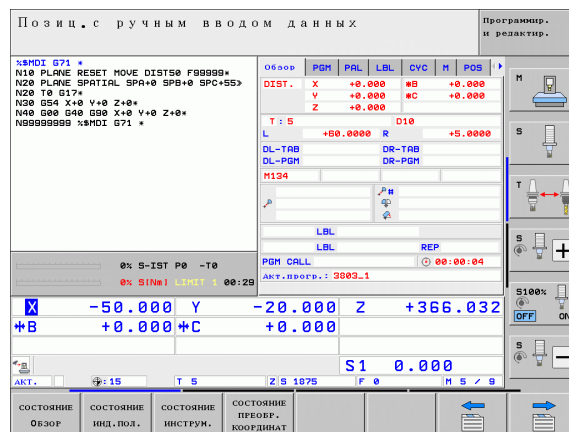 Позиц.с ручным вводом данных
Программир.
и редактир.
%$MDI G71 *
N10 PLANE RESET MOVE DIST50 F99999*
N20 PLANE SPATIAL SPA+0 SPB+0 SPC+55»
N20 T0 G17*
N30 G54 X+0 Y+0 Z+0*
N40 G00 G40 G90 X+0 Y+0 Z+0*
N99999999 %$MDI G71 *
Обзор PGM PAL LBL CYC M POS
DIST. X +0.000 *B +0.000
Y +0.000 *C +0.000
Z +0.000
T : 5 D10
L +60.0000 R +5.0000
DL-TAB DR-TAB
DL-PGM DR-PGM
M134
#
LBL
LBL REP
PGM CALL 00:00:04
Акт.прогр.: 3803_1
0% S-IST P0 -T0
0% S[Nm] LIMIT 1 00:29
X -50.000 Y -20.000 Z +366.032
*B +0.000 *C +0.000
S1 0.000
АКТ. :15 T 5 Z S 1875 F 0 M 5 / 9
СОСТОЯНИЕ ОБЗОР
СОСТОЯНИЕ ИНД.ПОЛ.
СОСТОЯНИЕ ИНСТРУМ.
СОСТОЯНИЕ ПРЕОБР. КООРДИНАТ
M
S
T
S
S100%
OFF ON
S